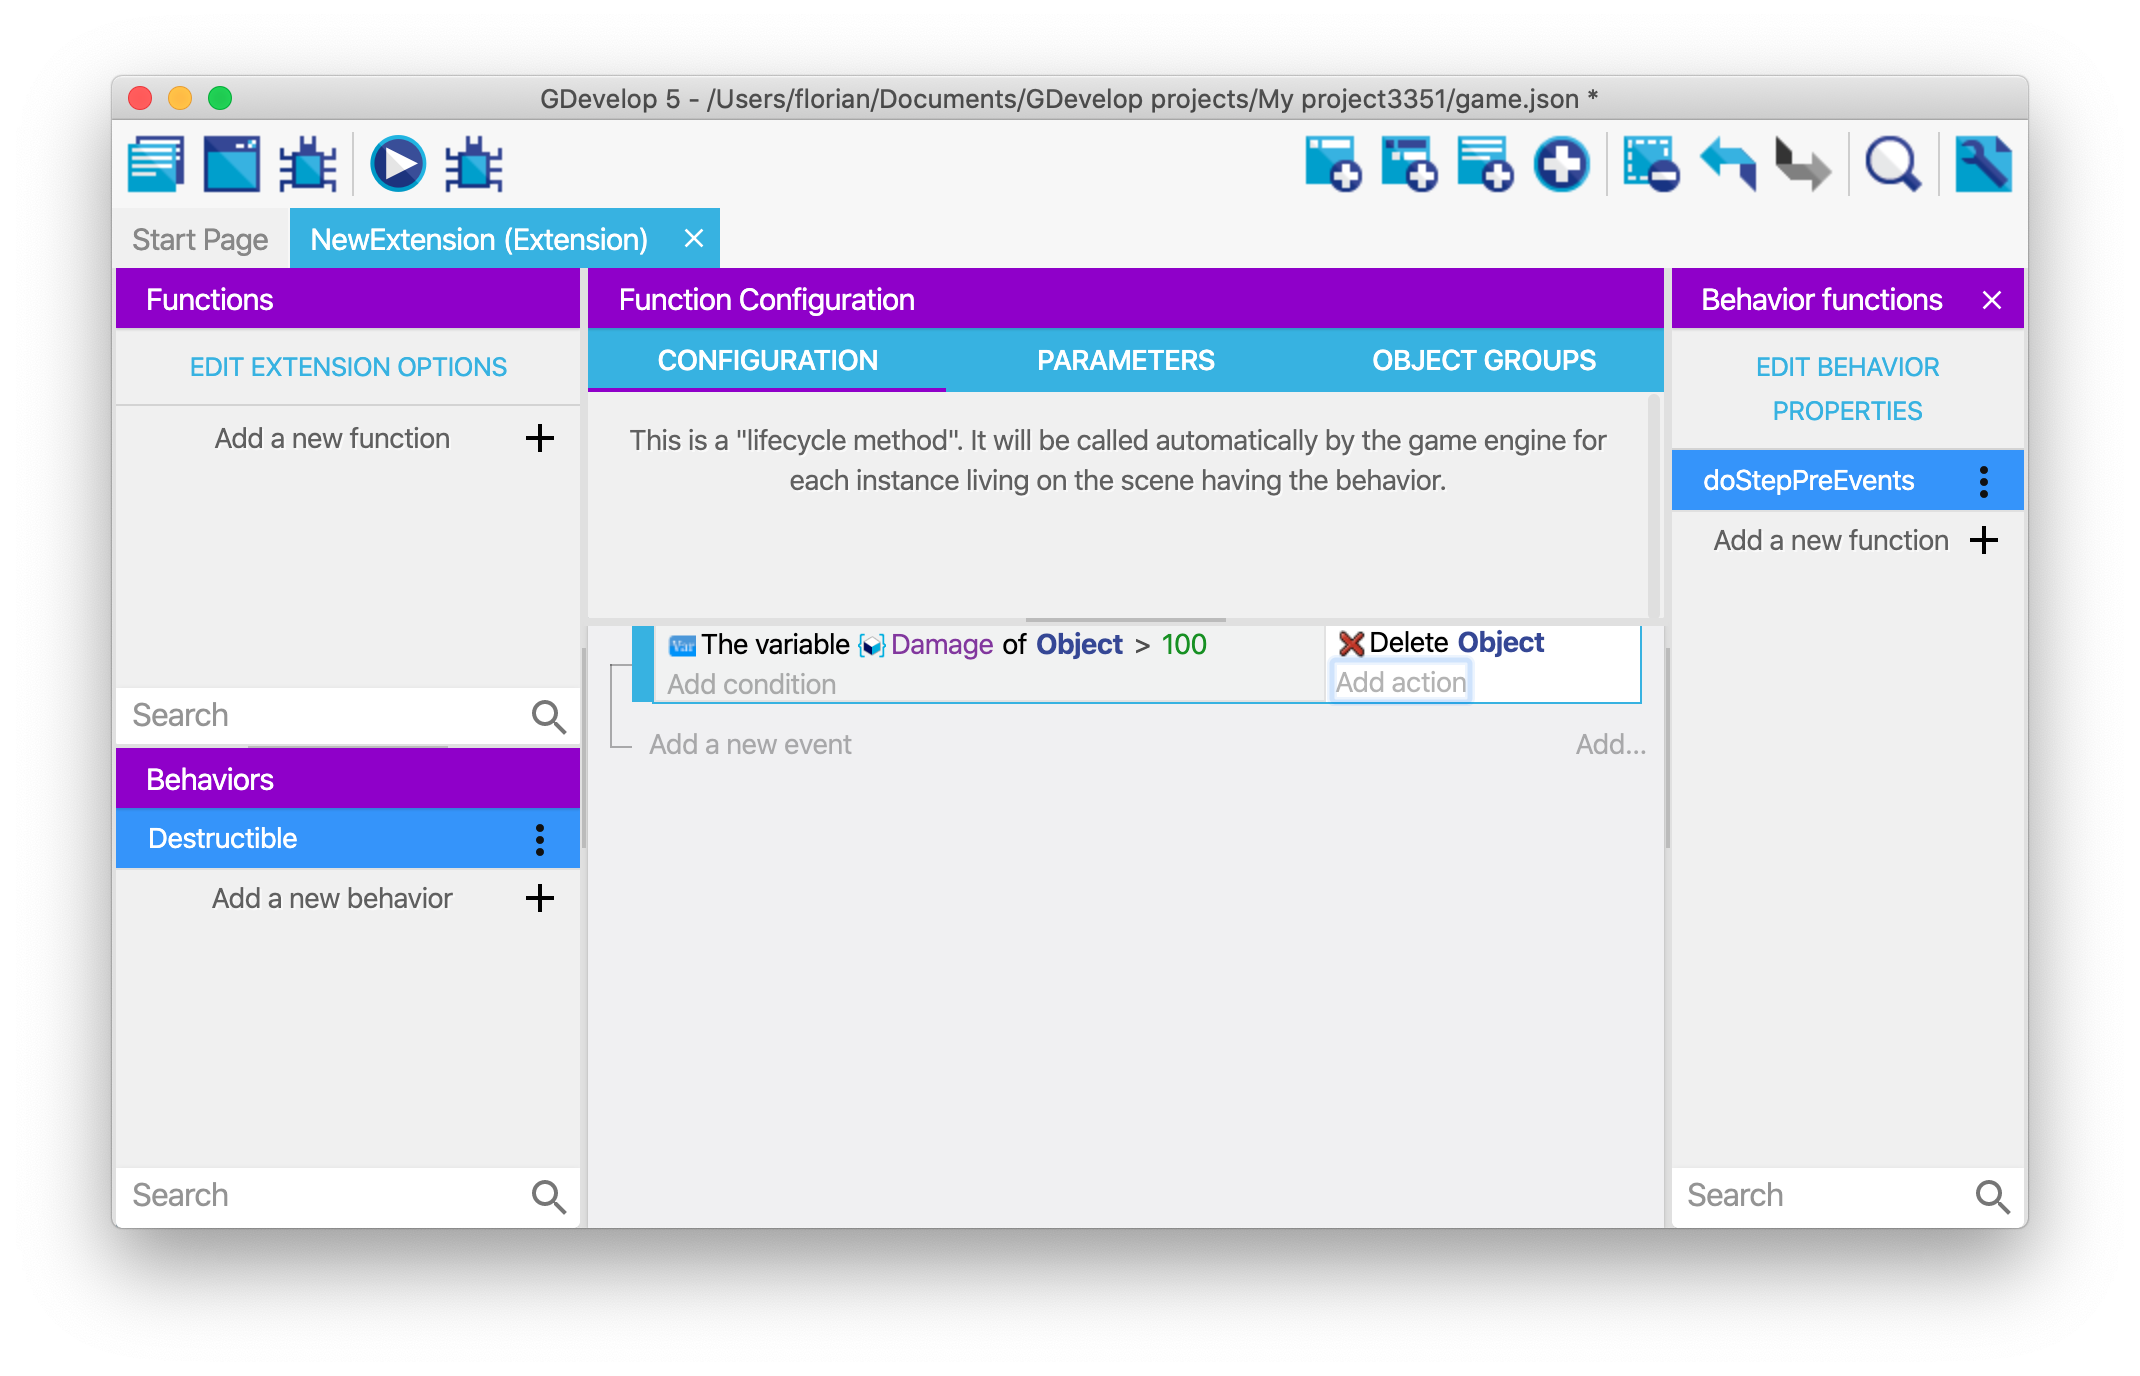 GDevelop 5 - /Users/florian/Documents/GDevelop projects/My project3351/game.json *
Start Page
NewExtension (Extension)
Functions
EDIT EXTENSION OPTIONS
Add a new function
Search
Behaviors
Destructible
Add a new behavior
Search
Function Configuration
CONFIGURATION PARAMETERS OBJECT GROUPS
This is a "lifecycle method". It will be called automatically by the game engine for
each instance living on the scene having the behavior.
Var The variable Damage of Object > 100
Add condition
Delete Object
Add action
Add a new event
Add...
Behavior functions
EDIT BEHAVIOR
PROPERTIES
doStepPreEvents
Add a new function
Search